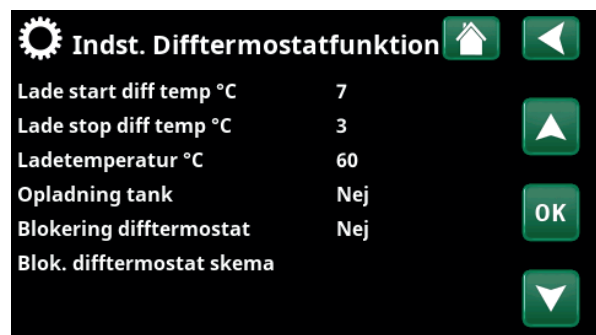 Indst. Difftermostatfunktion
Lade start diff temp °C 7
Lade stop diff temp °C 3
Ladetemperatur °C 60
Opladning tank Nej
Blokering difftermostat Nej
Blok. difftermostat skema
OK